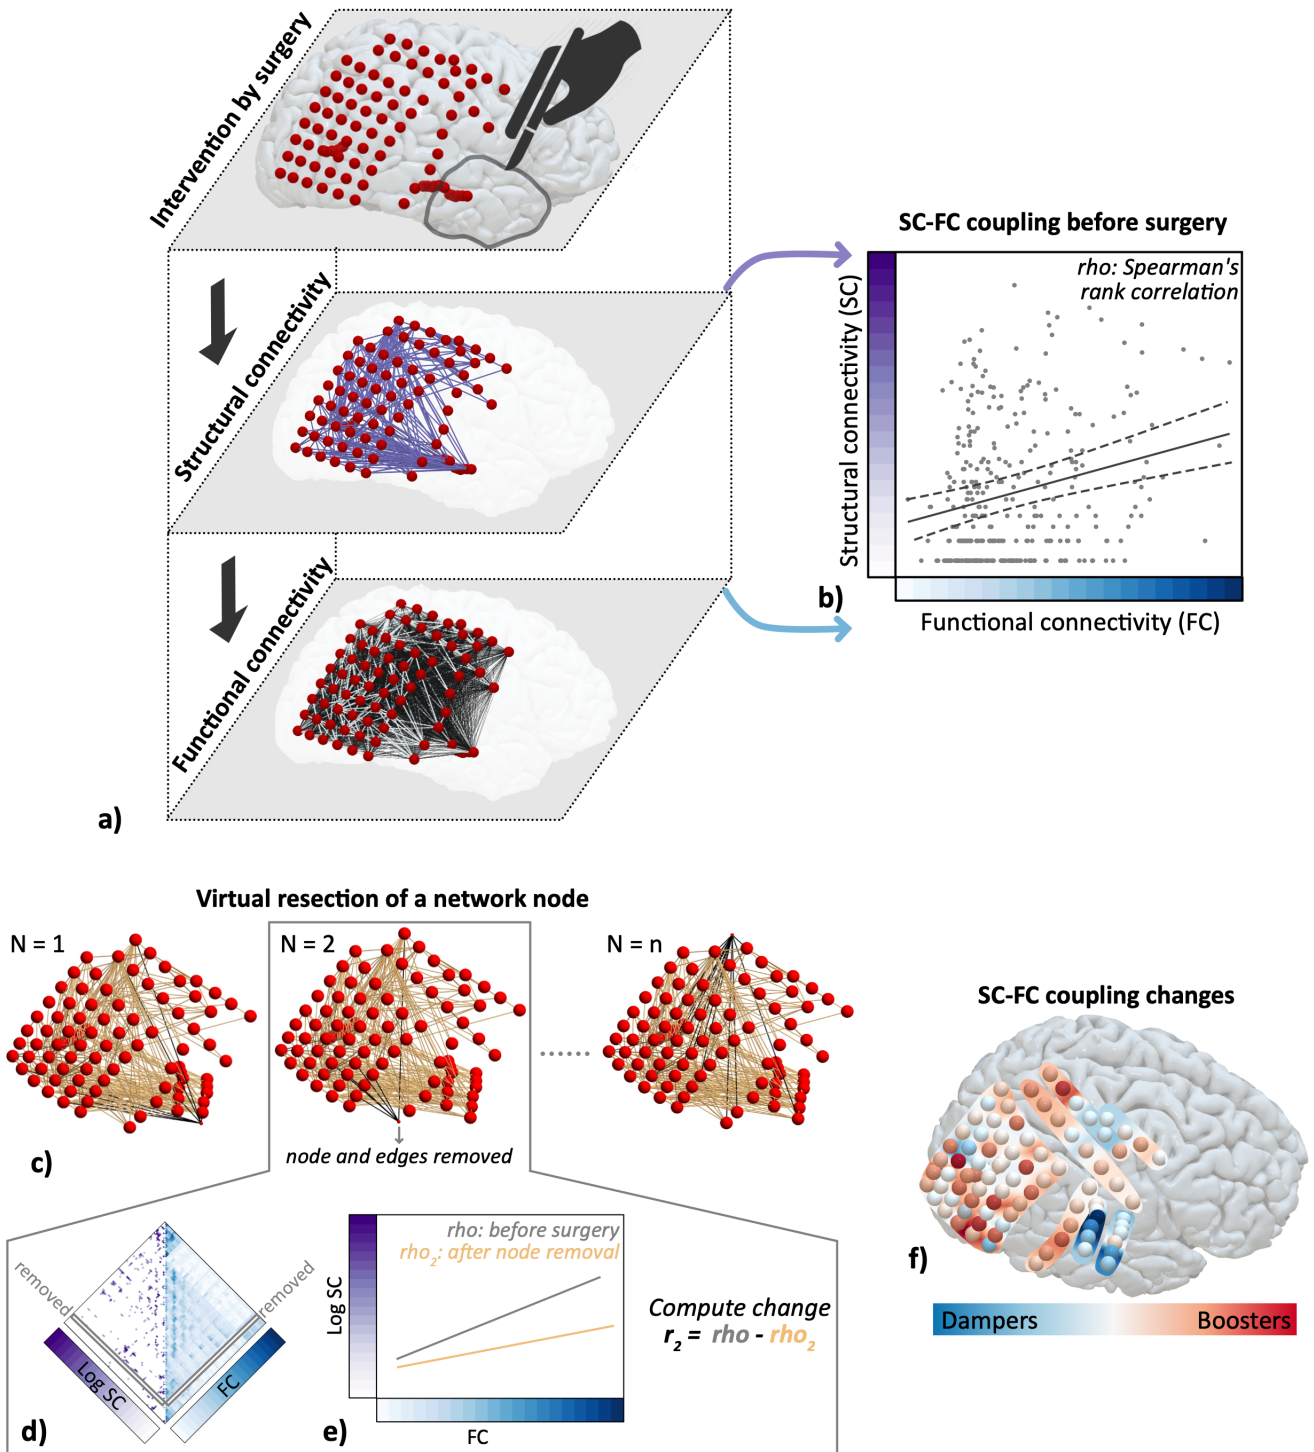 Intervention by surgery
Structural connectivity
Functional connectivity
a)
SC-FC coupling before surgery
rho: Spearman's
rank correlation
Structural connectivity (SC)
b)
Functional connectivity (FC)
Virtual resection of a network node
N = 1
N = 2
N = n
......
node and edges removed
c)
removed
removed
Log SC
FC
d)
rho: before surgery
rho2: after node removal
Log SC
FC
e)
Compute change
r2 = rho - rho2
SC-FC coupling changes
f)
Dampers
Boosters